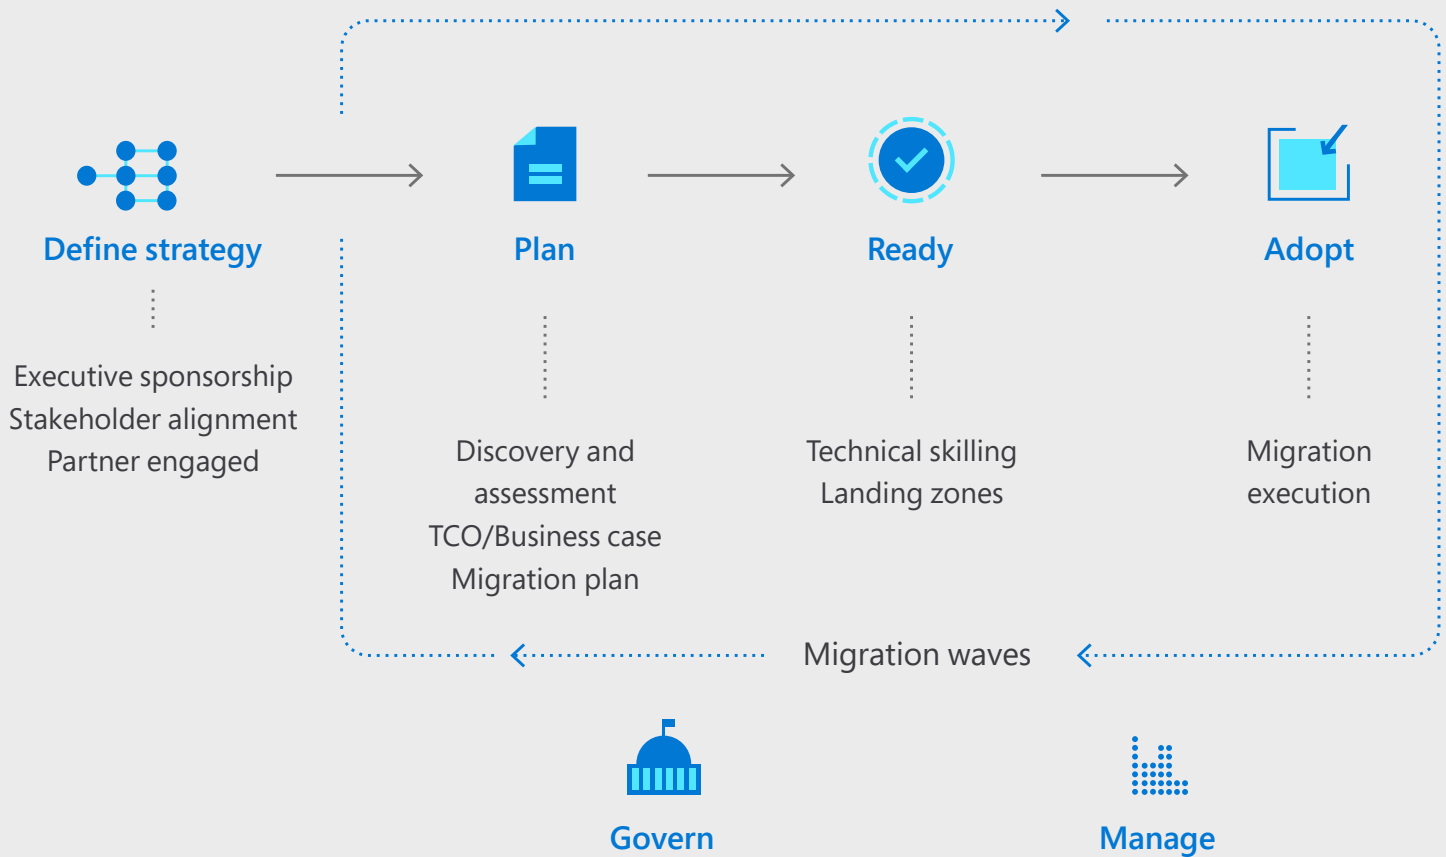 Define strategy
Plan
Ready
Adopt
Executive sponsorship
Stakeholder alignment
Partner engaged
Discovery and
assessment
TCO/Business case
Migration plan
Technical skilling
Landing zones
Migration
execution
Migration waves
Govern
Manage